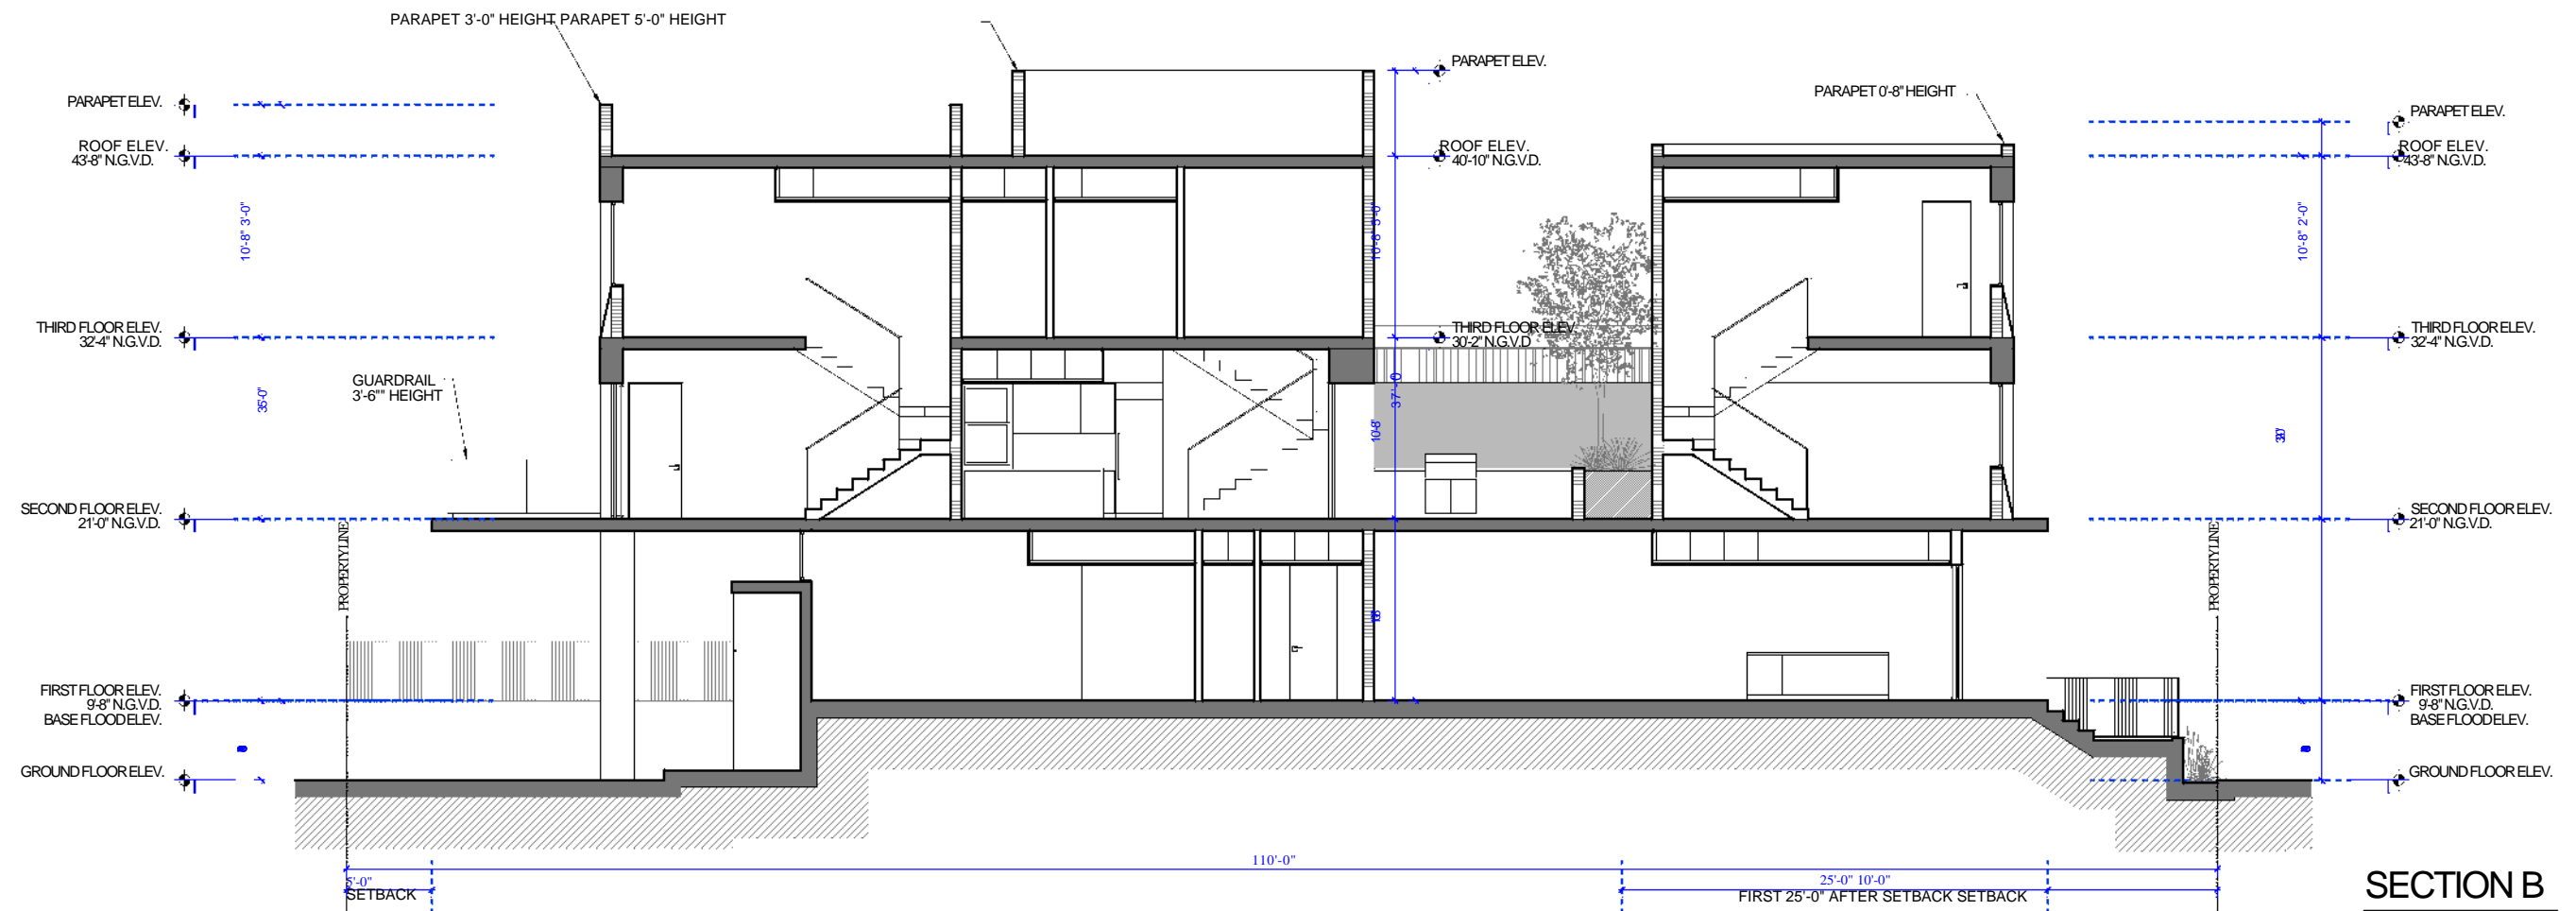 PARAPET 3'-0" HEIGHT PARAPET 5'-0" HEIGHT
PARAPET ELEV.
PARAPET 0'-8" HEIGHT
PARAPET ELEV.
PARAPET ELEV.
ROOF ELEV.
43'-8" N.G.V.D.
ROOF ELEV.
40'-10" N.G.V.D.
ROOF ELEV.
43'-8" N.G.V.D.
10'-8" 3'-0"
10'-8" 5'-0"
10'-8" 2'-0"
THIRD FLOOR ELEV.
32'-4" N.G.V.D.
THIRD FLOOR ELEV.
30'-2" N.G.V.D
THIRD FLOOR ELEV.
32'-4" N.G.V.D.
GUARDRAIL
3'-6"" HEIGHT
35'-0"
37'-0
10'-8"
SECOND FLOOR ELEV.
21'-0" N.G.V.D.
SECOND FLOOR ELEV.
21'-0" N.G.V.D.
PROPERTY LINE
PROPERTY LINE
FIRST FLOOR ELEV.
9'-8" N.G.V.D.
BASE FLOOD ELEV.
FIRST FLOOR ELEV.
9'-8" N.G.V.D.
BASE FLOOD ELEV.
GROUND FLOOR ELEV.
GROUND FLOOR ELEV.
110'-0"
5'-0"
SETBACK
25'-0" 10'-0"
FIRST 25'-0" AFTER SETBACK SETBACK
SECTION B